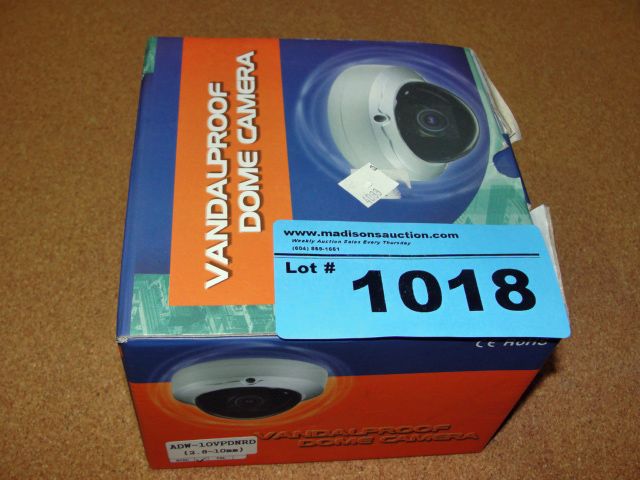 VANDALPROOF
DOME CAMERA
4093
www.madisonsauction.com
Weekly Auction Sales Every Thursday
Lot # 1018
VANDALPROOF
DOME CAMERA
ADW-10VPDNRD
(2.8-10mm)